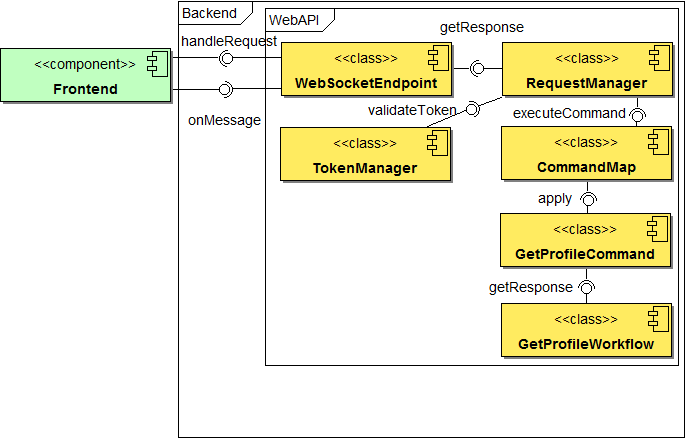 Backend
WebAPI
handleRequest
getResponse
<<component>>
Frontend
<<class>>
WebSocketEndpoint
<<class>>
RequestManager
onMessage
validateToken
executeCommand
<<class>>
TokenManager
<<class>>
CommandMap
apply
<<class>>
GetProfileCommand
getResponse
<<class>>
GetProfileWorkflow